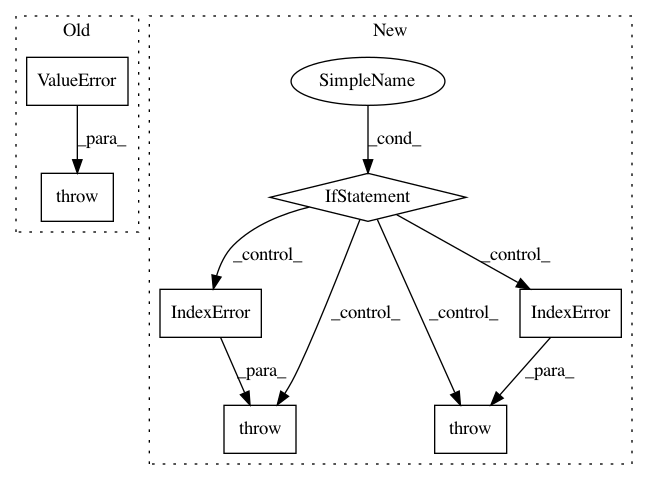 Old
New
ValueError
SimpleName
_para_
_cond_
throw
IfStatement
_control_
_control_
_control_
_control_
IndexError
IndexError
_para_
_para_
throw
throw